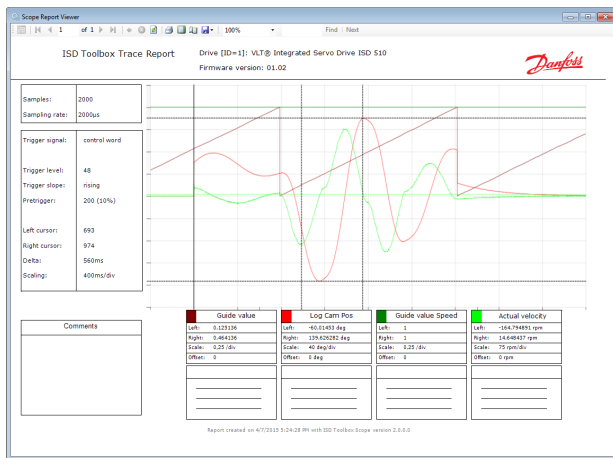 Scope Report Viewer
1 of 1 100% Find | Next
ISD Toolbox Trace Report
Drive [ID=1]: VLT® Integrated Servo Drive ISD 510
Firmware version: 01.02
Danfoss
Samples: 2000
Sampling rate: 2000µs
Trigger signal: control word
Trigger level: 48
Trigger slope: rising
Pretrigger: 200 (10%)
Left cursor: 693
Right cursor: 974
Delta: 560ms
Scaling: 400ms/div
Comments
Guide value
Left: 0.125136
Right: 0.464136
Scale: 0.25 /div
Offset: 0
Log Cam Pos
Left: -60.01453 deg
Right: 139.626282 deg
Scale: 40 deg/div
Offset: 0 deg
Guide value Speed
Left: 1
Right: 1
Scale: 0.25 /div
Offset: 0
Actual velocity
Left: -164.794891 rpm
Right: 14.648437 rpm
Scale: 75 rpm/div
Offset: 0 rpm
Report created on 4/7/2015 5:24:28 PM with ISD Toolbox Scope version 2.0.0.0